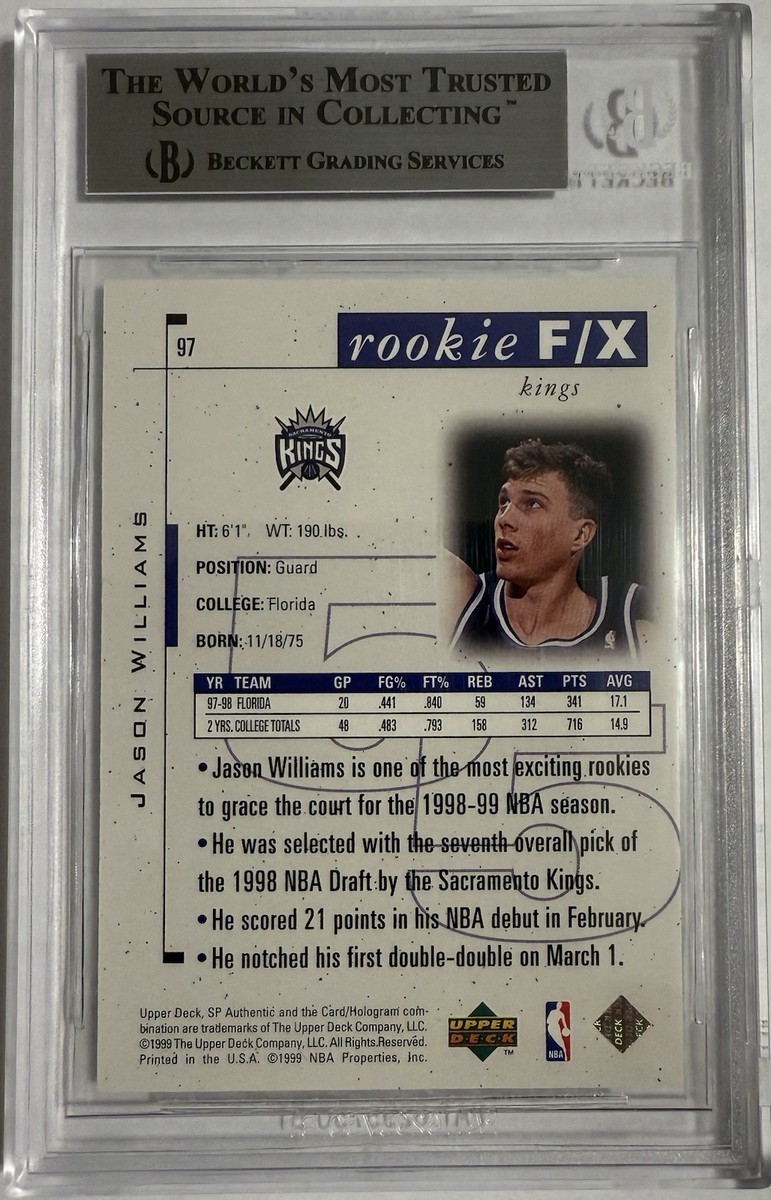 THE WORLD'S MOST TRUSTED
SOURCE IN COLLECTING™
(B) BECKETT GRADING SERVICES
97
rookie F/X
kings
SACRAMENTO
KINGS
JASON WILLIAMS
HT: 6'1", WT: 190 lbs.
POSITION: Guard
COLLEGE: Florida
BORN: 11/18/75
YR TEAM GP FG% FT% REB AST PTS AVG
97-98 FLORIDA 20 .441 .840 59 134 341 17.1
2 YRS. COLLEGE TOTALS 48 .483 .793 158 312 716 14.9
• Jason Williams is one of the most exciting rookies
to grace the court for the 1998-99 NBA season.
• He was selected with the seventh overall pick of
the 1998 NBA Draft by the Sacramento Kings.
• He scored 21 points in his NBA debut in February.
• He notched his first double-double on March 1.
Upper Deck, SP Authentic and the Card/Hologram com-
bination are trademarks of The Upper Deck Company, LLC.
©1999 The Upper Deck Company, LLC. All Rights Reserved.
Printed in the U.S.A. ©1999 NBA Properties, Inc.
UPPER
DECK™
NBA
DECK
55